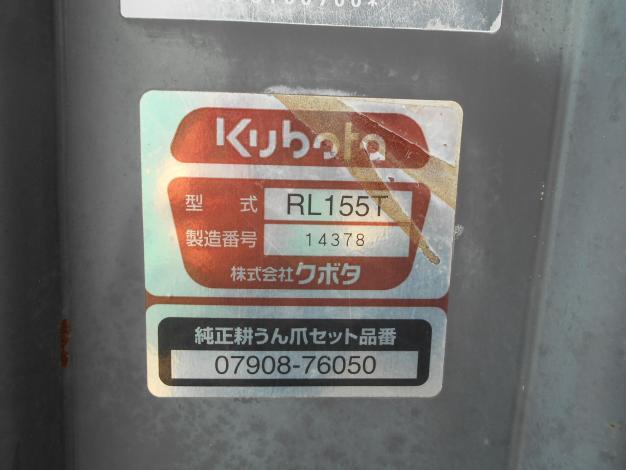 Kubota
型式 RL155T
製造番号 14378
株式会社クボタ
純正耕うん爪セット品番
07908-76050